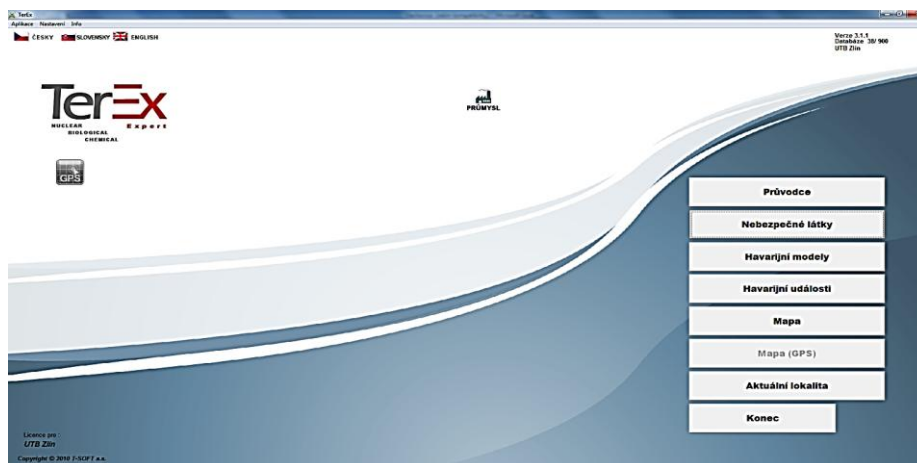 TerEx
Aplikace Nastavení Info
ČESKY SLOVENSKY ENGLISH
Verze 3.1.1
Databáze 38/ 900
UTB Zlín
TerEx
Expert
NUCLEAR
BIOLOGICAL
CHEMICAL
PRŮMYSL
GPS
Průvodce
Nebezpečné látky
Havarijní modely
Havarijní události
Mapa
Mapa (GPS)
Aktuální lokalita
Konec
Licence pro :
UTB Zlín
Copyright © 2010 T-SOFT a.s.